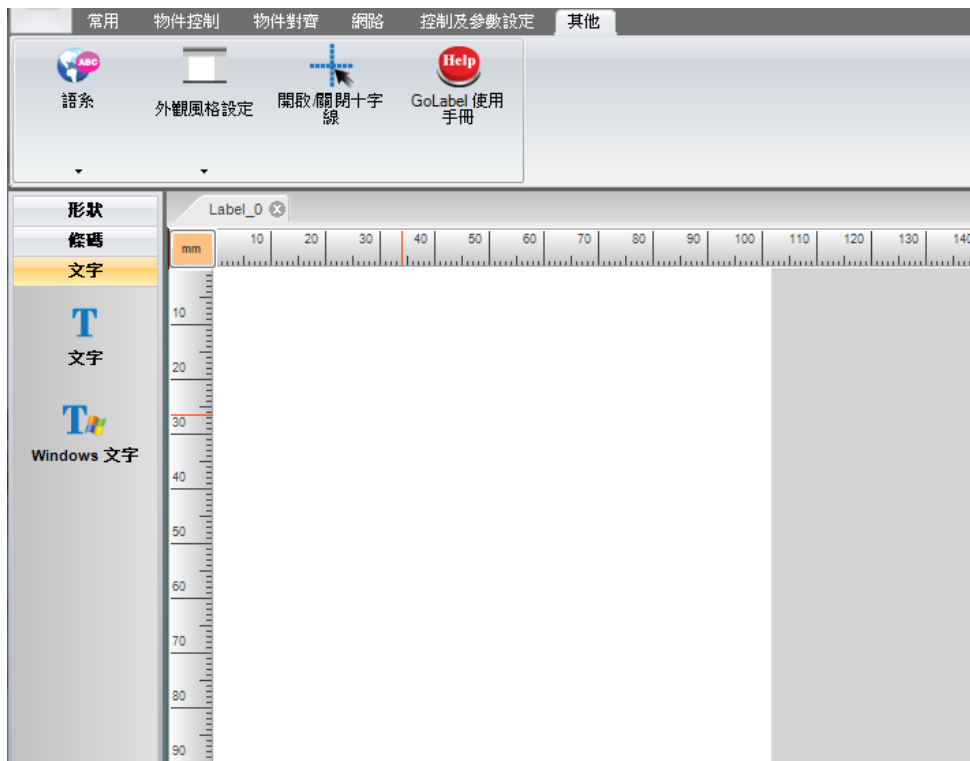 常用 物件控制 物件對齊 網路 控制及參數設定 其他
ABC
Help
語系
外觀風格設定
開啟/關閉十字
線
GoLabel 使用
手冊
形狀
條碼
文字
文字
Windows 文字
Label_0
mm
10 20 30 40 50 60 70 80 90 100 110 120 130 140
10
20
30
40
50
60
70
80
90